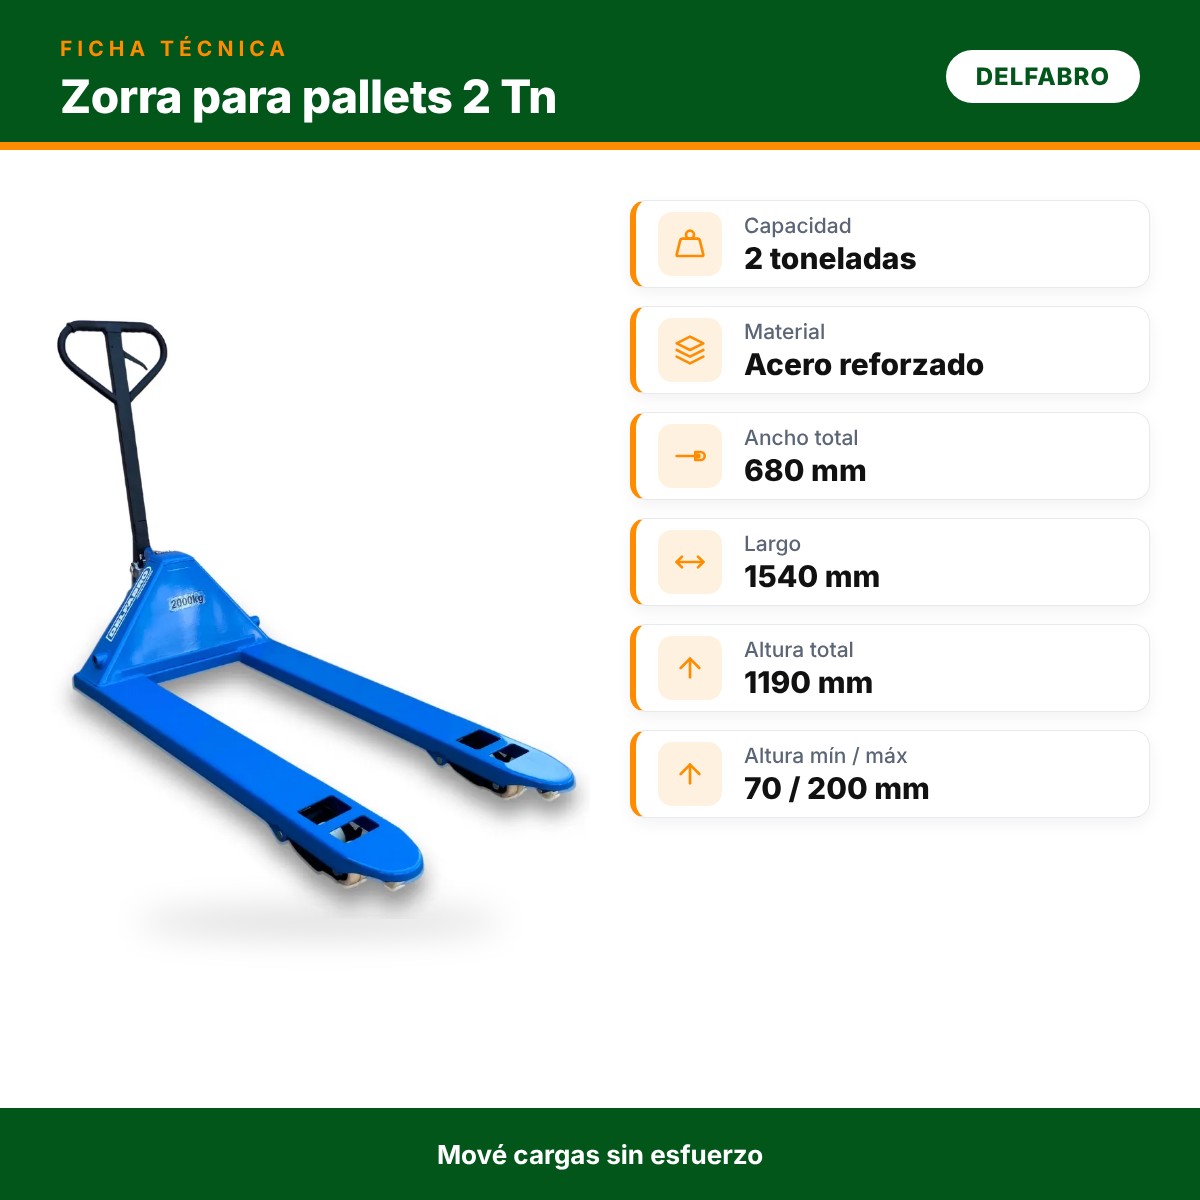 FICHA TÉCNICA
Zorra para pallets 2 Tn
DELFABRO
Capacidad
2 toneladas
Material
Acero reforzado
Ancho total
680 mm
Largo
1540 mm
Altura total
1190 mm
Altura mín / máx
70 / 200 mm
DELFABRO
2000kg
Mové cargas sin esfuerzo